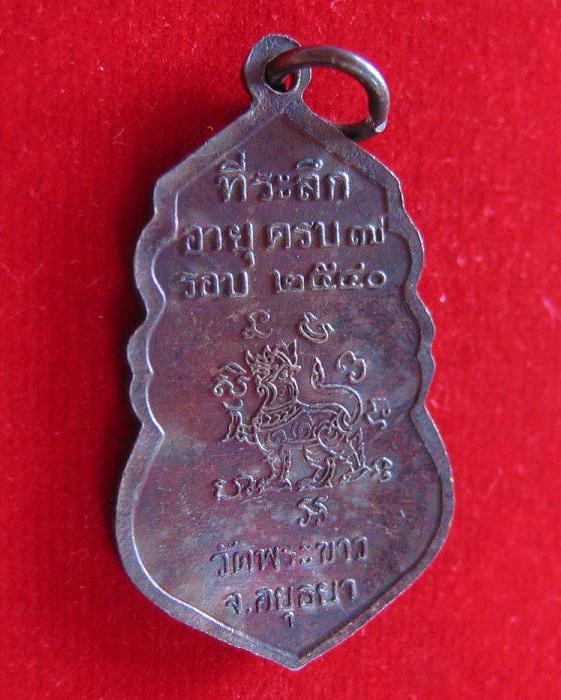 ที่ระลึก
อายุ ครบ ๗
รอบ ๒๕๔๐
วัดพระขาว
จ.อยุธยา